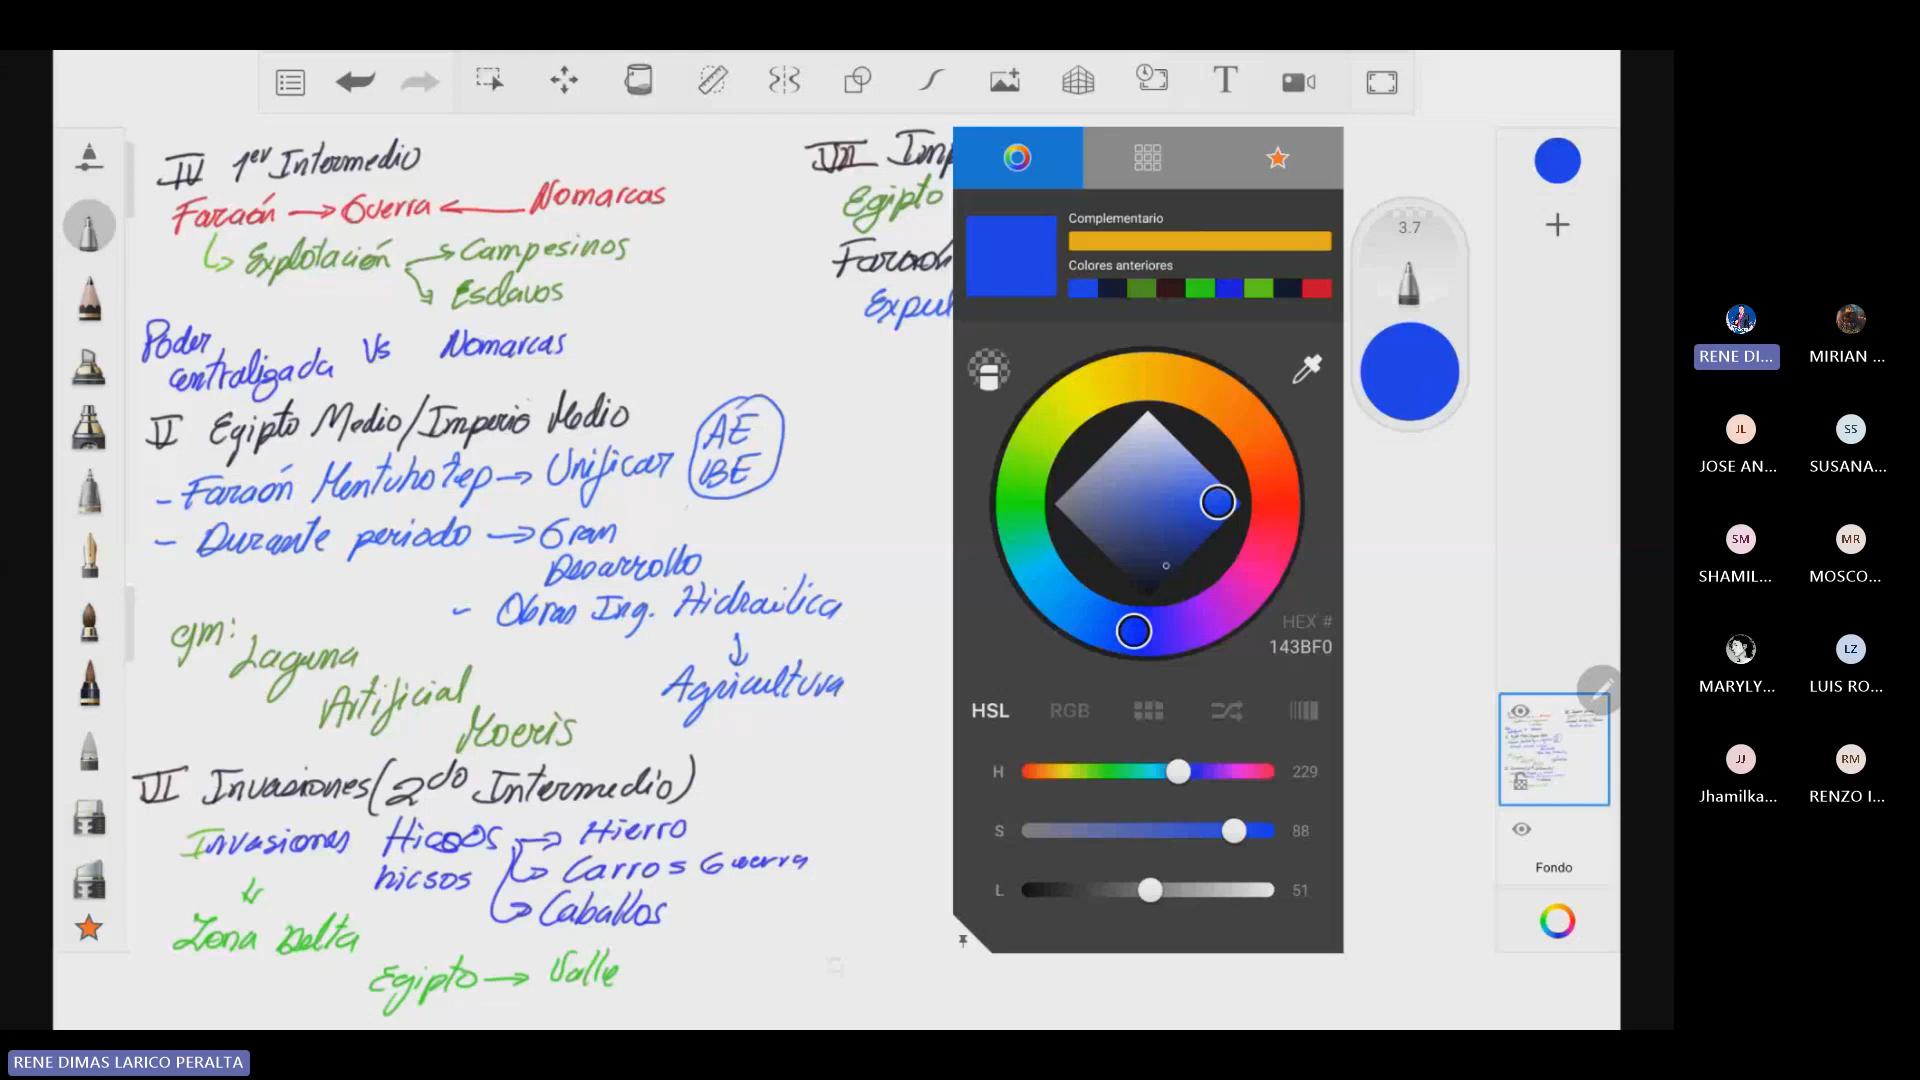 IV 1er Intermedio
Faraón → Guerra ← Nomarcas
↳ Explotación → Campesinos
↘ Esclavos
Poder
centralizada Vs Nomarcas
V Egipto Medio/Imperio Medio
AE
BE
- Faraón Mentuhotep → Unificar
- Durante periodo → Gran
Desarrollo
- Obras Ing. Hidraúlica
↓
Agricultura
gm:
Laguna
Artificial
Moeris
VI Invasiones (2do Intermedio)
Invasiones Hicsos → Hierro
hicsos ↳ Carros Guerra
↳ Caballos
↓
Zona Delta
Egipto → Valle
VII Imp
Egipto
Faraón
Expul
Complementario
Colores anteriores
HEX #
143BF0
HSL RGB
H 229
S 88
L 51
3.7
T
Fondo
RENE DI...
MIRIAN ...
JL
JOSE AN...
SS
SUSANA...
SM
SHAMIL...
MR
MOSCO...
MARYLY...
LZ
LUIS RO...
JJ
Jhamilka...
RM
RENZO I...
RENE DIMAS LARICO PERALTA